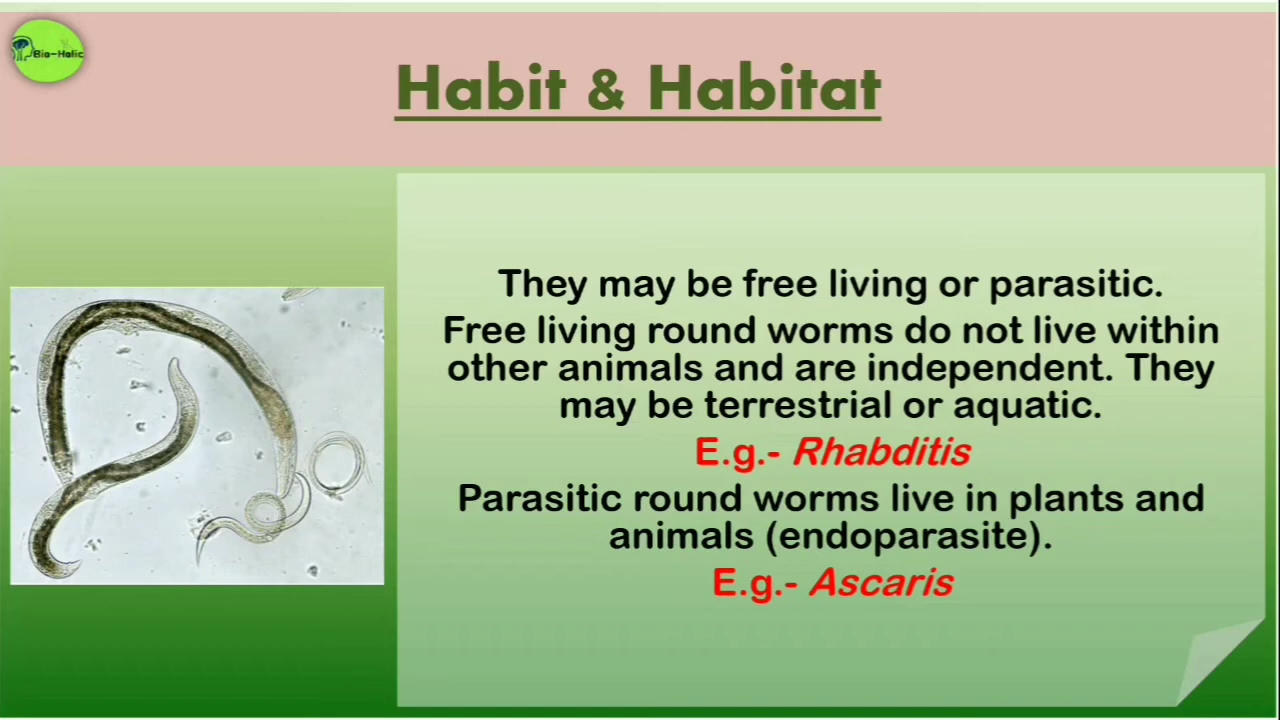 Bio-Holic
Habit & Habitat
They may be free living or parasitic.
Free living round worms do not live within
other animals and are independent. They
may be terrestrial or aquatic.
E.g.- Rhabditis
Parasitic round worms live in plants and
animals (endoparasite).
E.g.- Ascaris